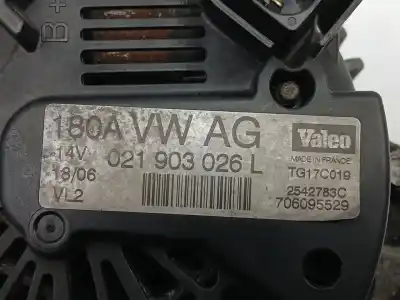 B+
180A VW AG
Valeo
14V
021 903 026 L
MADE IN FRANCE
18/06
TG17C019
VL2
2542783C
706095529